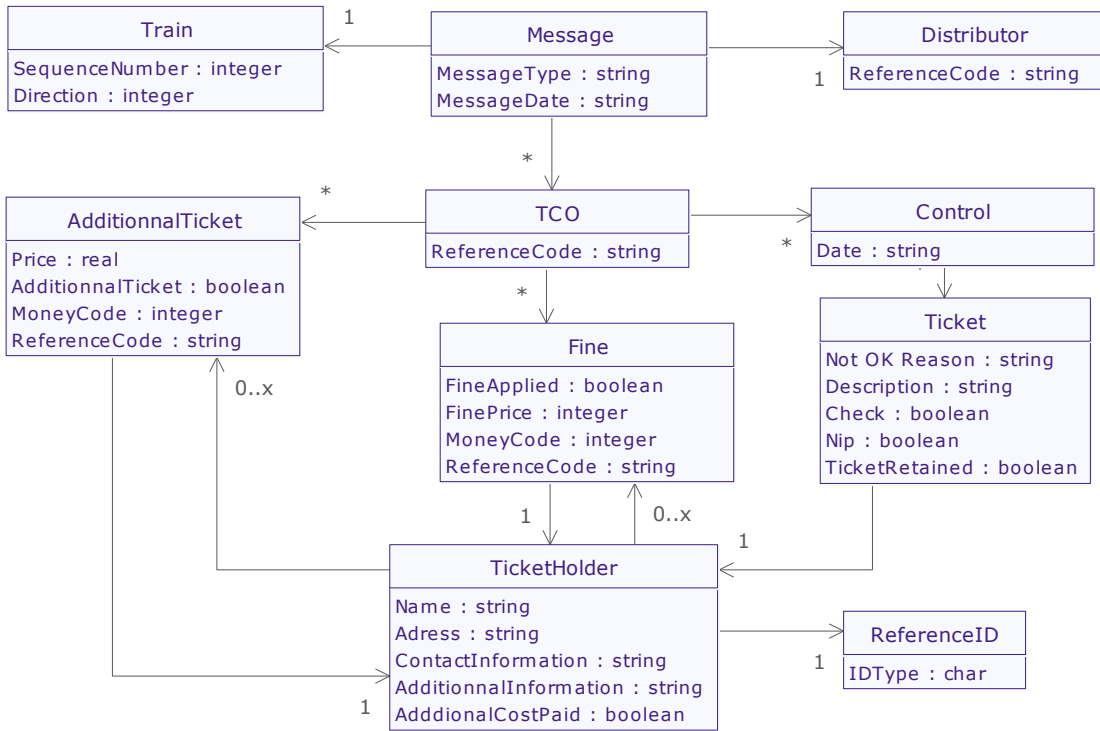 Train
SequenceNumber : integer
Direction : integer
1
Message
MessageType : string
MessageDate : string
Distributor
ReferenceCode : string
1
*
AdditionnalTicket
Price : real
AdditionnalTicket : boolean
MoneyCode : integer
ReferenceCode : string
*
TCO
ReferenceCode : string
Control
Date : string
*
*
Fine
FineApplied : boolean
FinePrice : integer
MoneyCode : integer
ReferenceCode : string
Ticket
Not OK Reason : string
Description : string
Check : boolean
Nip : boolean
TicketRetained : boolean
0..x
1
0..x
1
TicketHolder
Name : string
Adress : string
ContactInformation : string
AdditionnalInformation : string
AdddionalCostPaid : boolean
1
ReferenceID
IDType : char
1